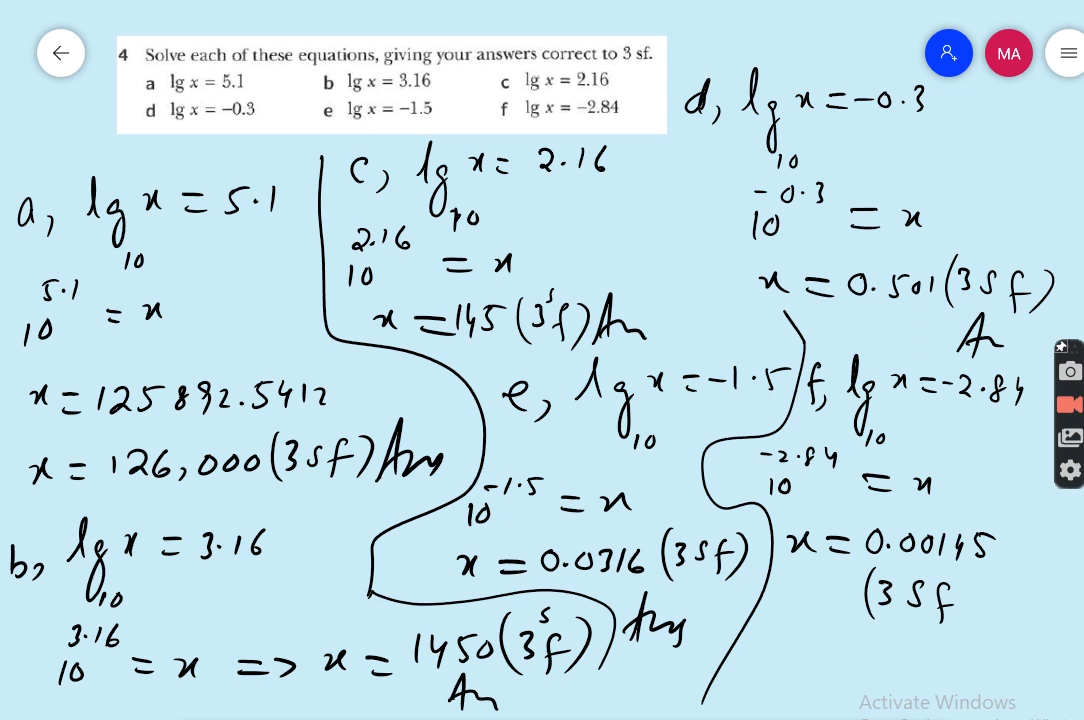 4 Solve each of these equations, giving your answers correct to 3 sf.
a lg x = 5.1 b lg x = 3.16 c lg x = 2.16
d lg x = −0.3 e lg x = −1.5 f lg x = −2.84
MA
a, lg₁₀ x = 5.1
10^5.1 = x
x = 125892.5412
x = 126,000 (3sf) Ans
b, lg₁₀ x = 3.16
10^3.16 = x => x = 1450 (3sf)
An
c, lg₁₀ x = 2.16
10^2.16 = x
x = 145 (3sf) An
d, lg₁₀ x = -0.3
10^-0.3 = x
x = 0.501 (3sf)
A
e, lg₁₀ x = -1.5
10^-1.5 = x
x = 0.0316 (3sf)
Ans
f, lg₁₀ x = -2.84
10^-2.84 = x
x = 0.00145
(3sf
Activate Windows